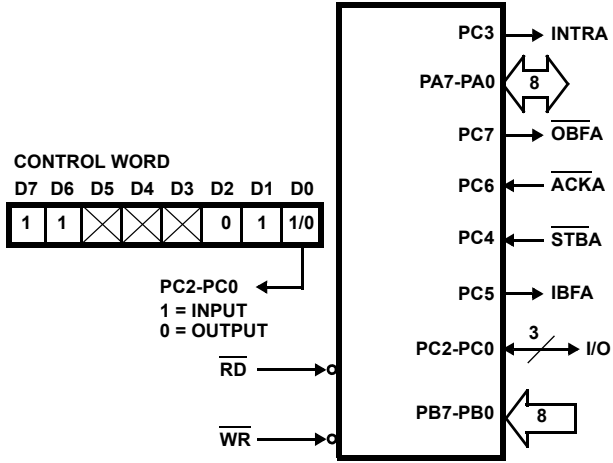 CONTROL WORD
D7 D6 D5 D4 D3 D2 D1 D0
1 1 0 1 1/0
PC2-PC0
1 = INPUT
0 = OUTPUT
RD
WR
PC3 INTRA
PA7-PA0 8
PC7 OBFA
PC6 ACKA
PC4 STBA
PC5 IBFA
PC2-PC0 3 I/O
PB7-PB0 8